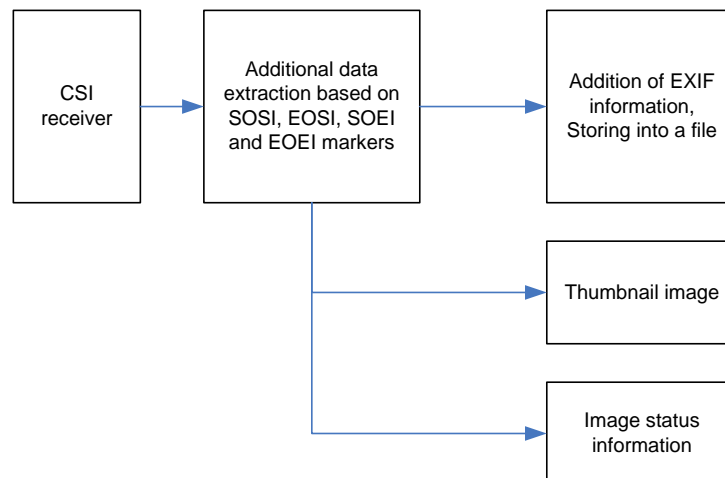 CSI
receiver
Additional data
extraction based on
SOSI, EOSI, SOEI
and EOEI markers
Addition of EXIF
information,
Storing into a file
Thumbnail image
Image status
information